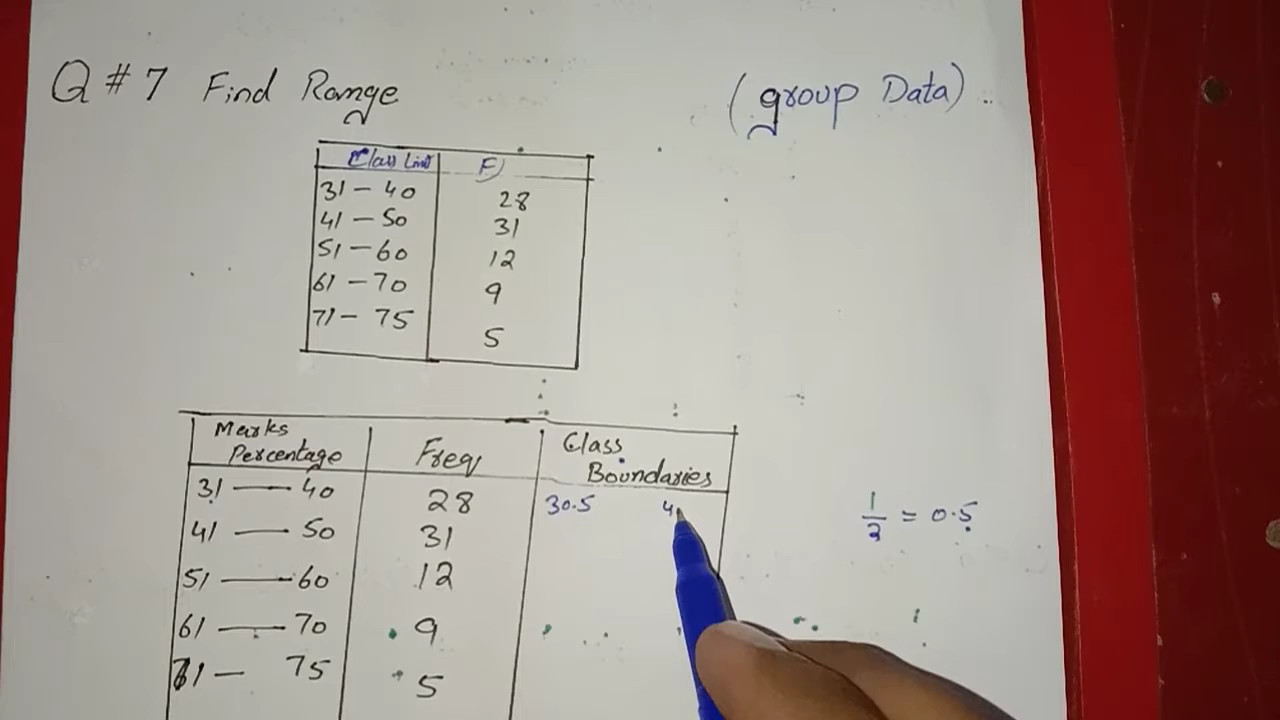 Q # 7 Find Range (group Data)
Class Limit F
31 — 40 28
41 — 50 31
51 — 60 12
61 — 70 9
71 — 75 5
Marks Percentage Freq Class Boundaries
31 — 40 28 30.5 4
41 — 50 31
51 — 60 12
61 — 70 9
71 — 75 5
1/2 = 0.5